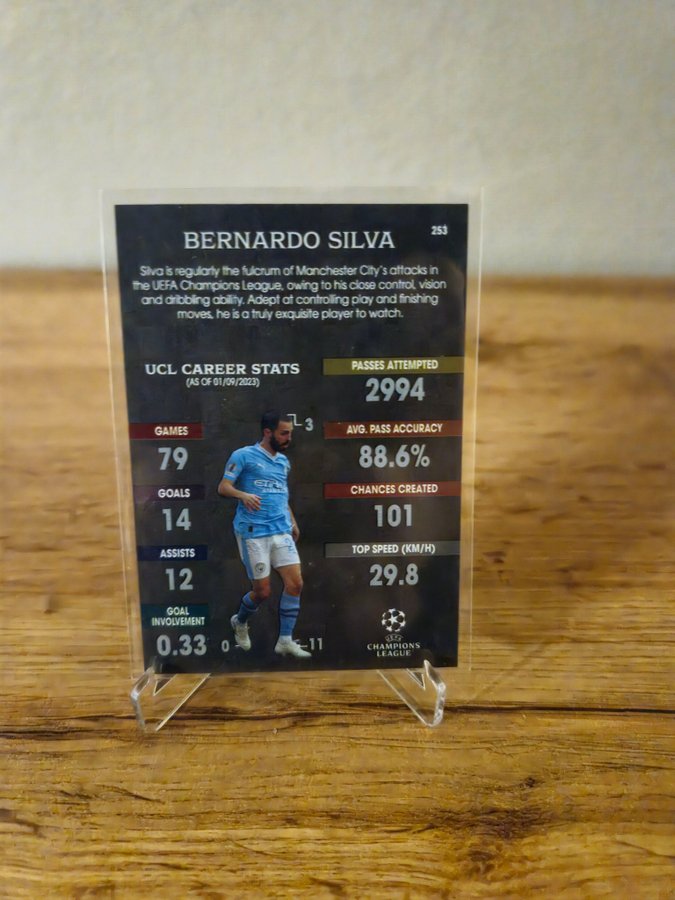 253
BERNARDO SILVA
Silva is regularly the fulcrum of Manchester City's attacks in
the UEFA Champions League, owing to his close control, vision
and dribbling ability. Adept at controlling play and finishing
moves, he is a truly exquisite player to watch.
UCL CAREER STATS
(AS OF 01/09/2023)
GAMES
79
GOALS
14
ASSISTS
12
GOAL
INVOLVEMENT
0.33
3
0
11
PASSES ATTEMPTED
2994
AVG. PASS ACCURACY
88.6%
CHANCES CREATED
101
TOP SPEED (KM/H)
29.8
UEFA
CHAMPIONS
LEAGUE